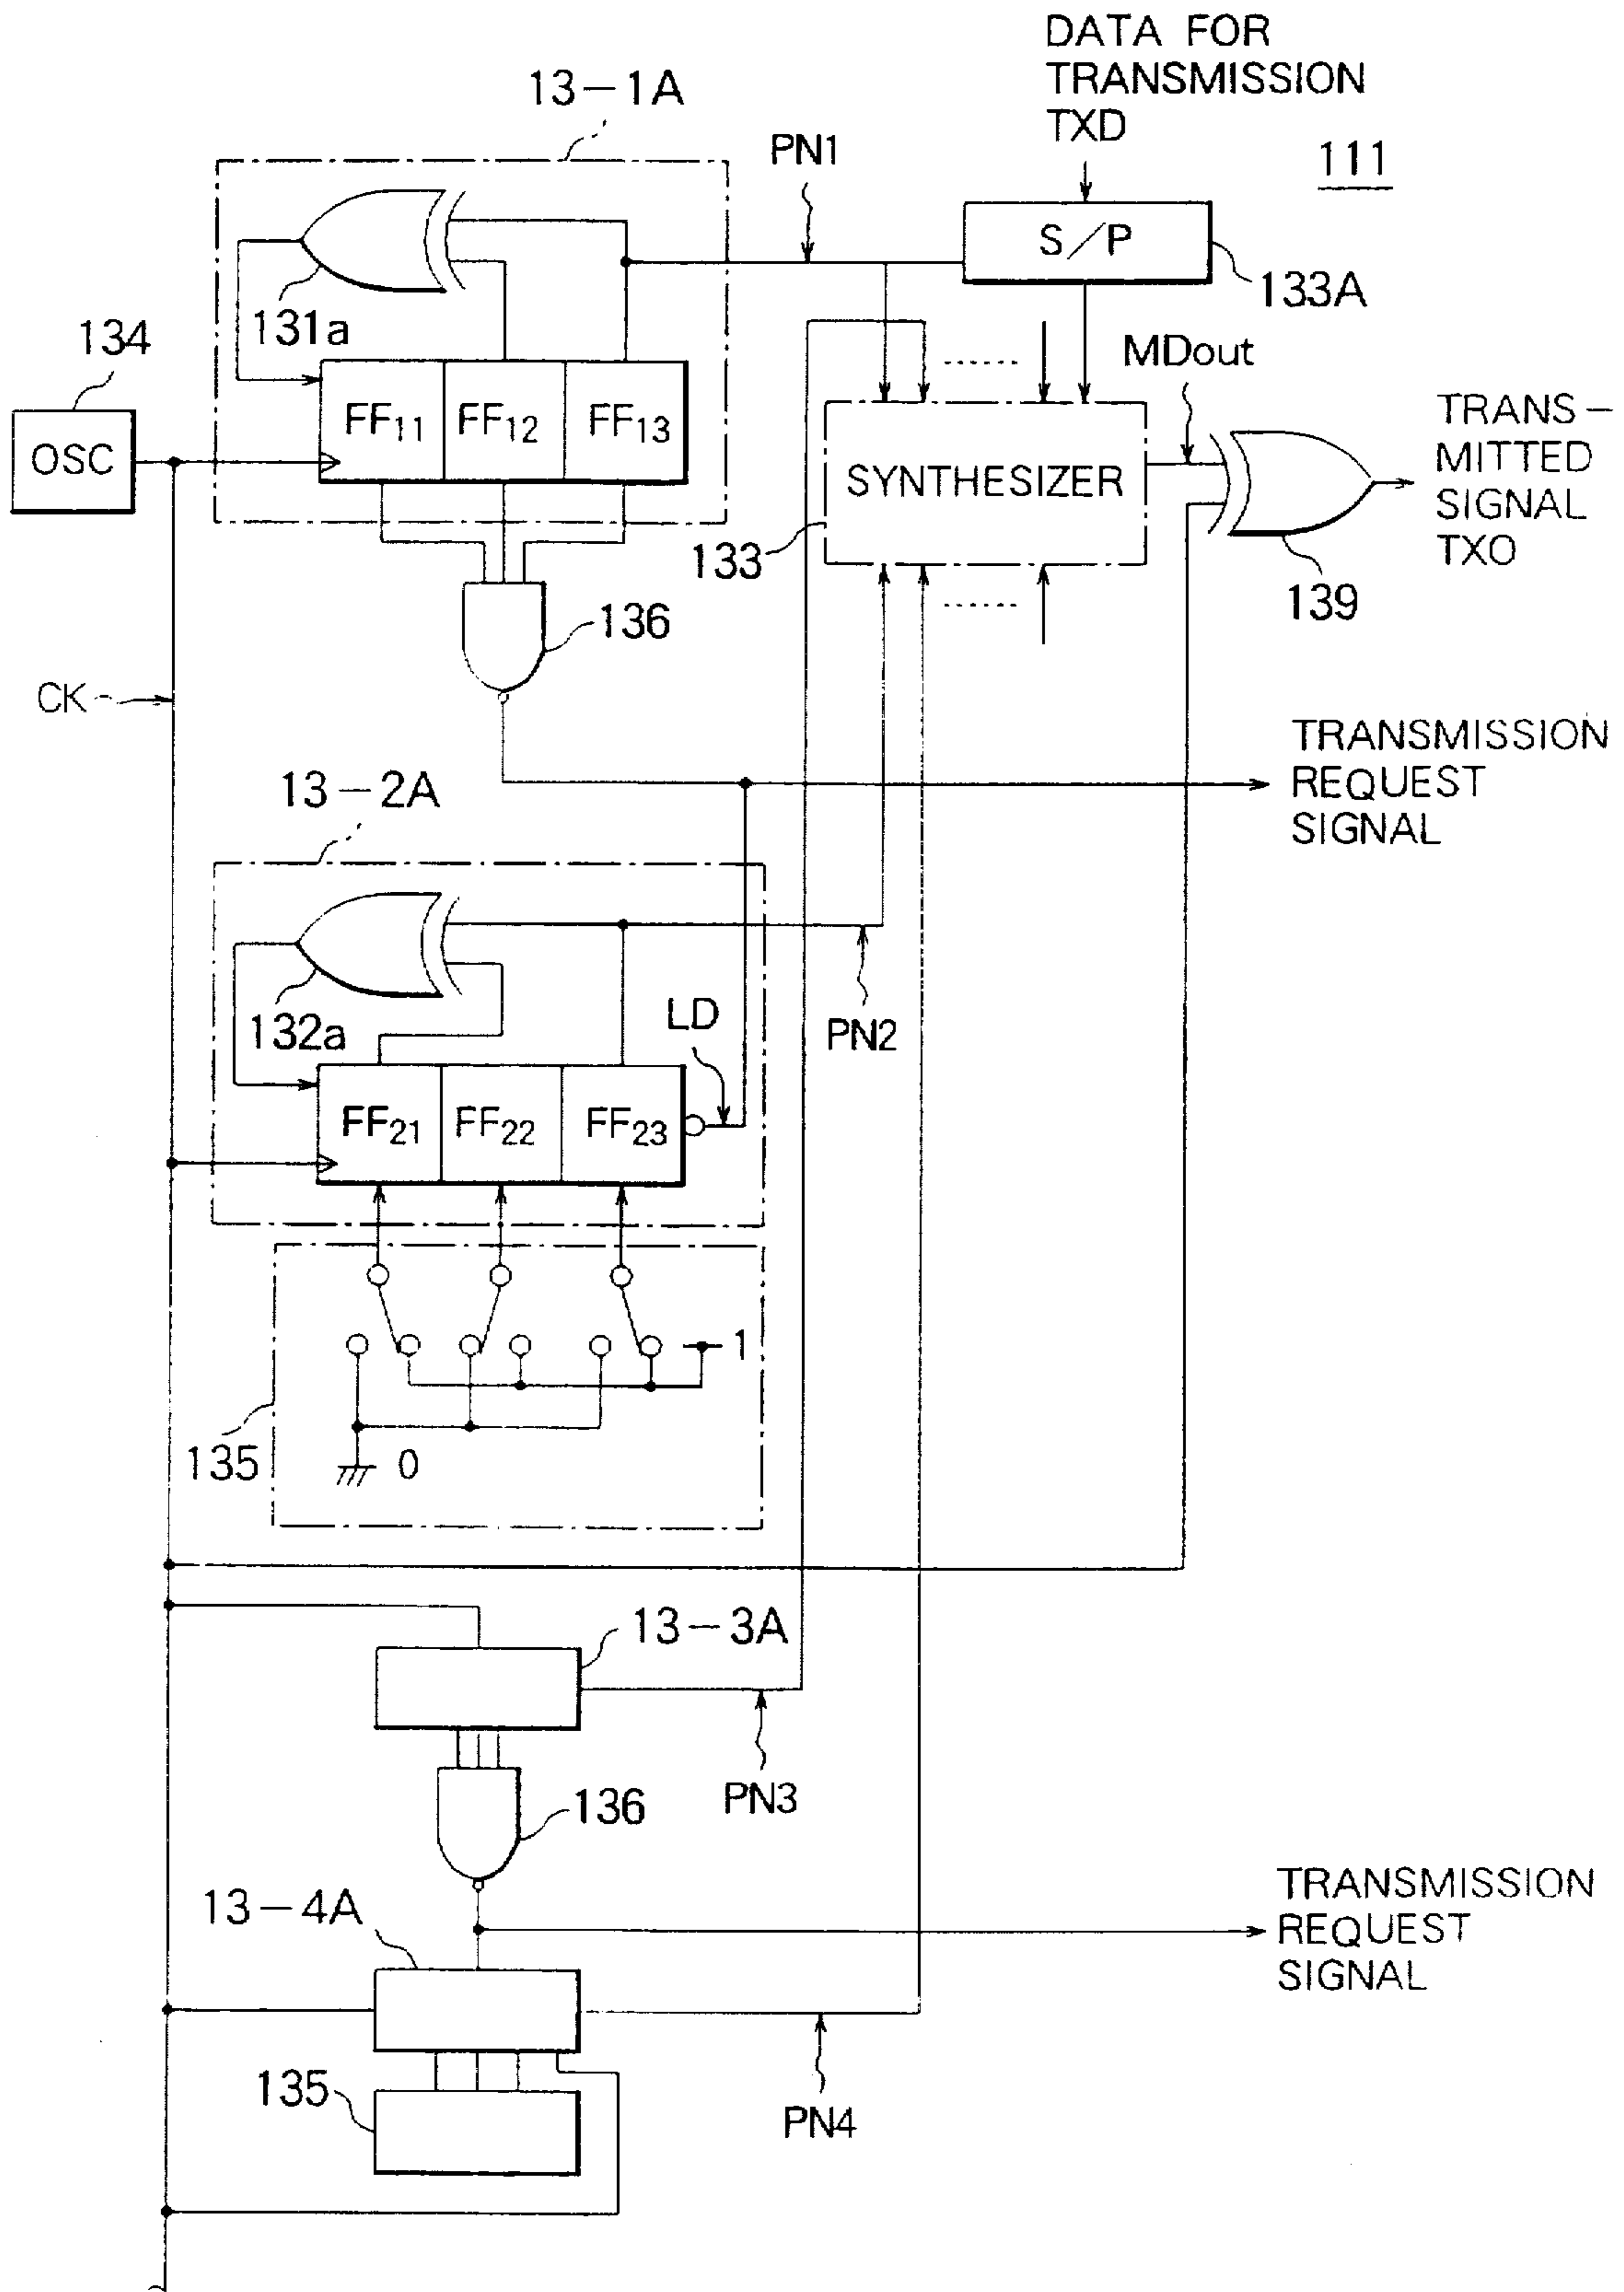 DATA FOR
TRANSMISSION
TXD
111
13-1A
PN1
S/P
133A
131a
134
OSC
FF11
FF12
FF13
MDout
SYNTHESIZER
133
TRANS-
MITTED
SIGNAL
TXO
139
136
CK
TRANSMISSION
REQUEST
SIGNAL
13-2A
132a
LD
PN2
FF21
FF22
FF23
1
135
0
13-3A
PN3
136
13-4A
TRANSMISSION
REQUEST
SIGNAL
135
PN4